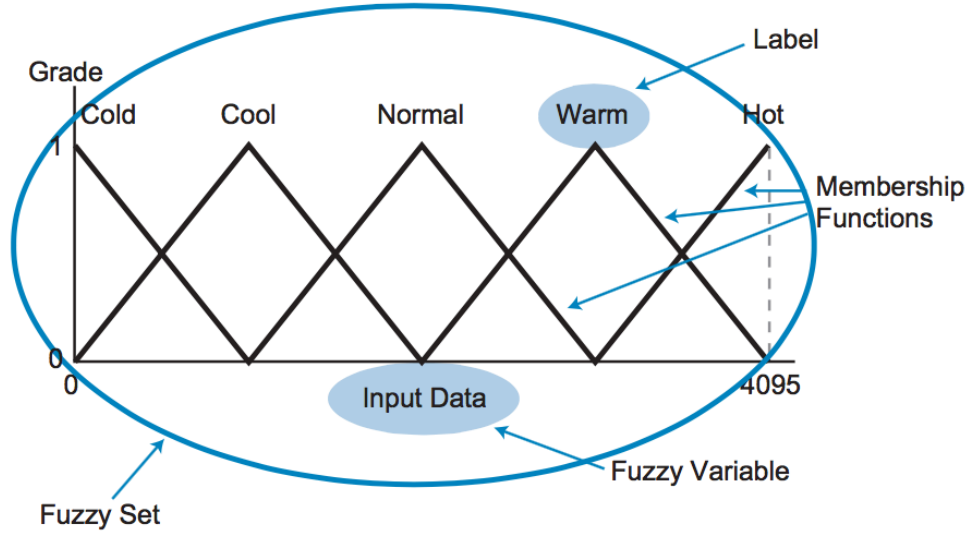 Label
Grade
Cold
Cool
Normal
Warm
Hot
1
Membership
Functions
0
0
4095
Input Data
Fuzzy Variable
Fuzzy Set